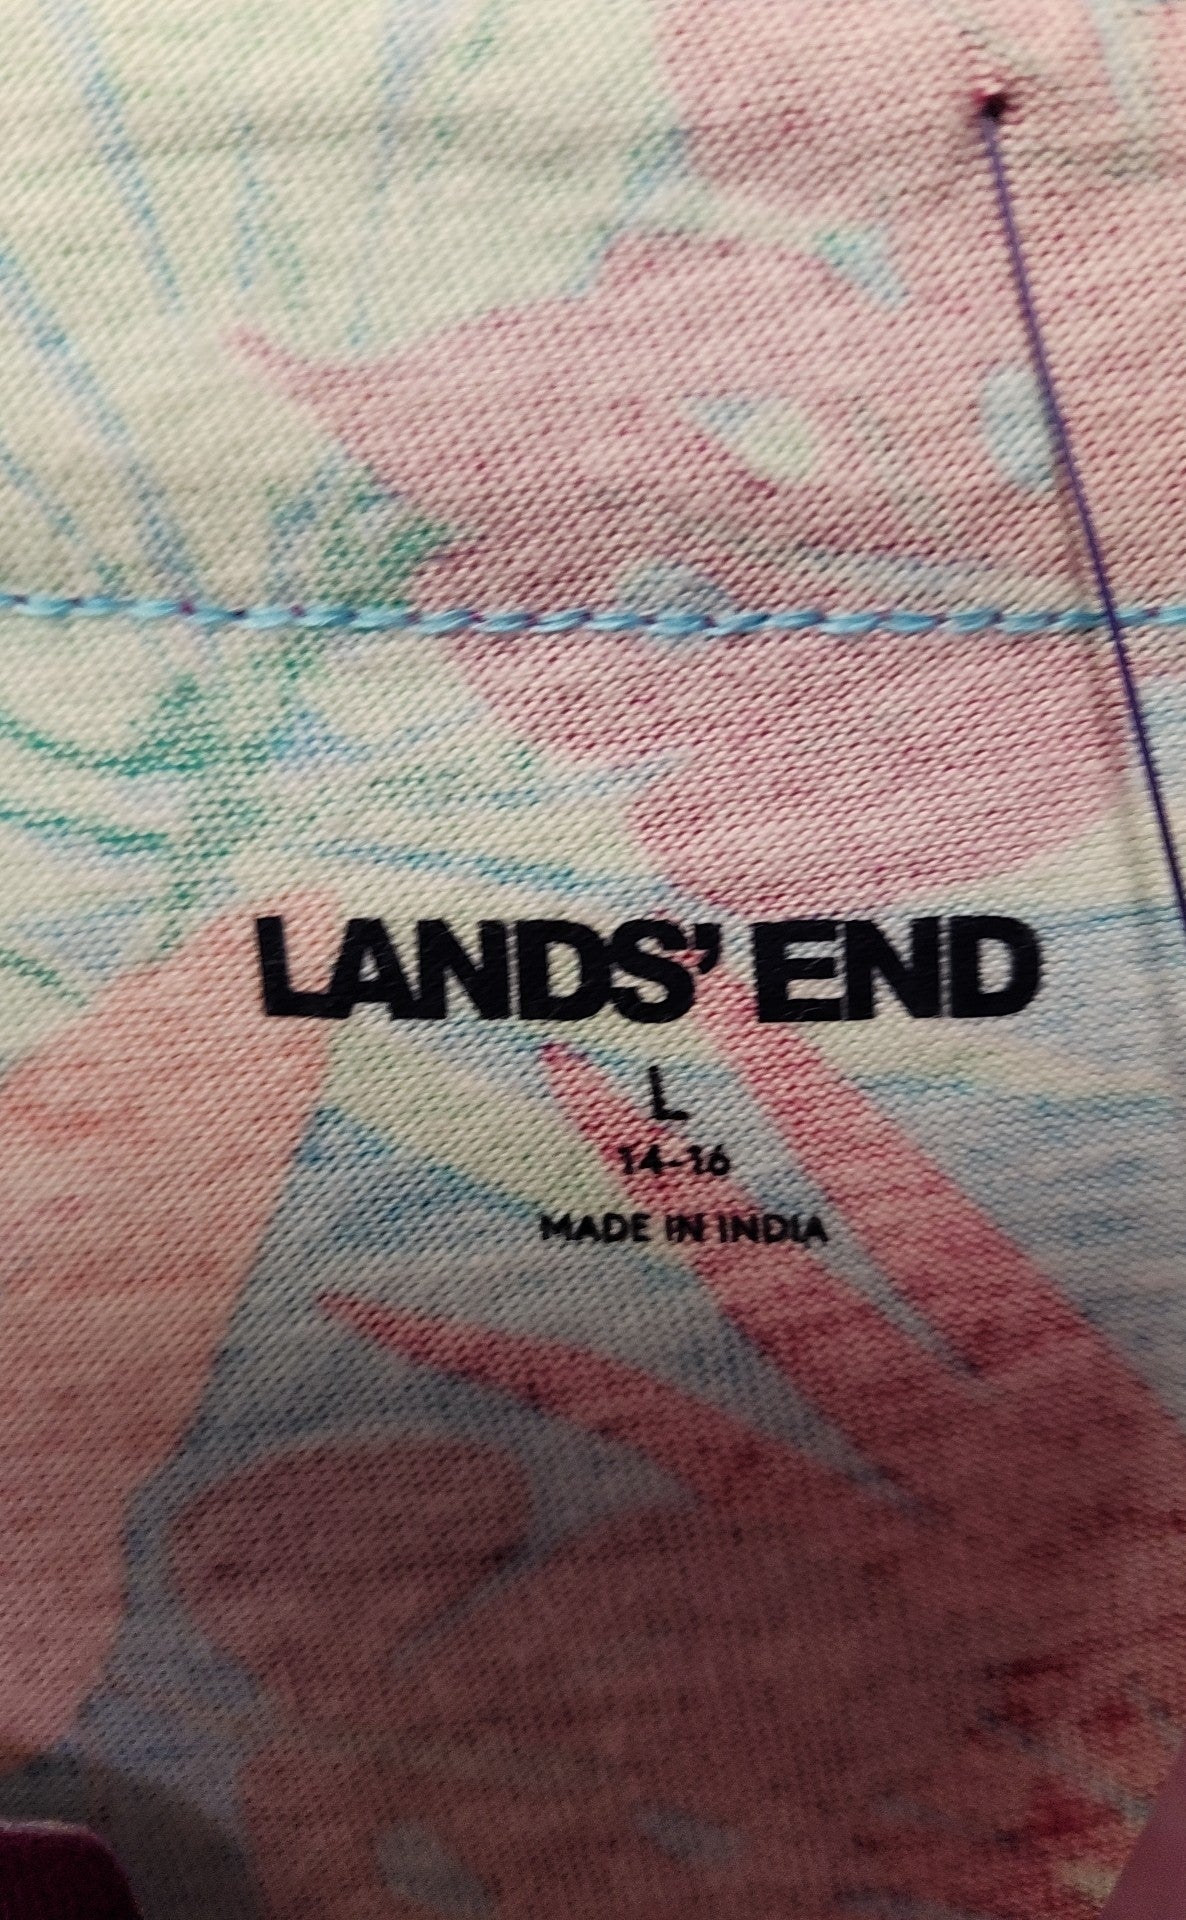 LANDS' END
L
14-16
MADE IN INDIA